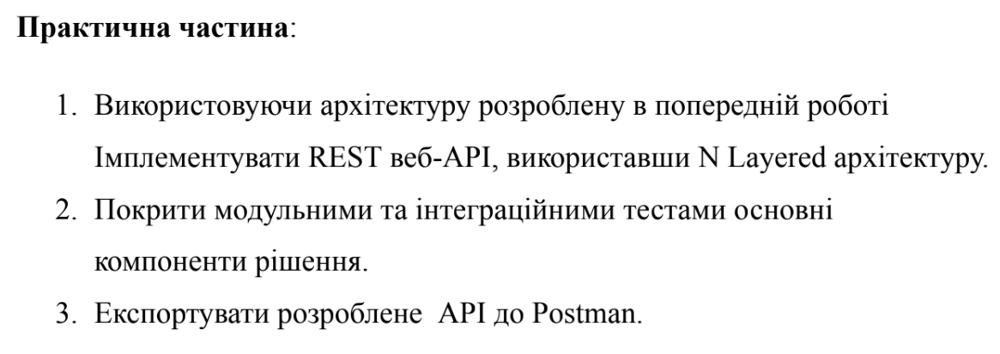 Практична частина:
1. Використовуючи архітектуру розроблену в попередній роботі
Імплементувати REST веб-API, використавши N Layered архітектуру.
2. Покрити модульними та інтеграційними тестами основні
компоненти рішення.
3. Експортувати розроблене  API до Postman.